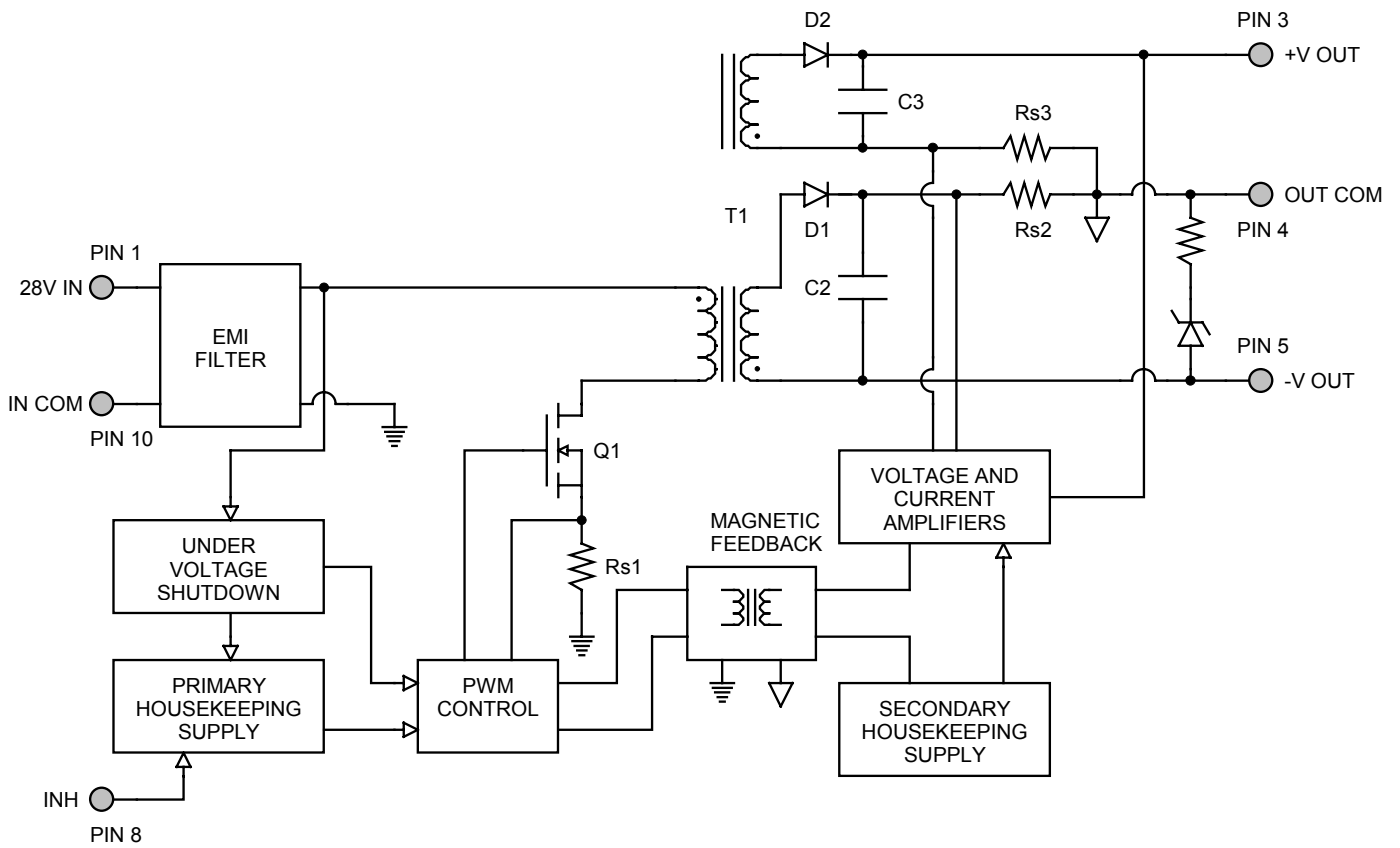 D2
PIN 3
+V OUT
C3
Rs3
OUT COM
T1
D1
Rs2
PIN 4
PIN 1
28V IN
C2
EMI
FILTER
PIN 5
-V OUT
IN COM
PIN 10
Q1
VOLTAGE AND
CURRENT
AMPLIFIERS
MAGNETIC
FEEDBACK
UNDER
VOLTAGE
SHUTDOWN
Rs1
PRIMARY
HOUSEKEEPING
SUPPLY
PWM
CONTROL
SECONDARY
HOUSEKEEPING
SUPPLY
INH
PIN 8